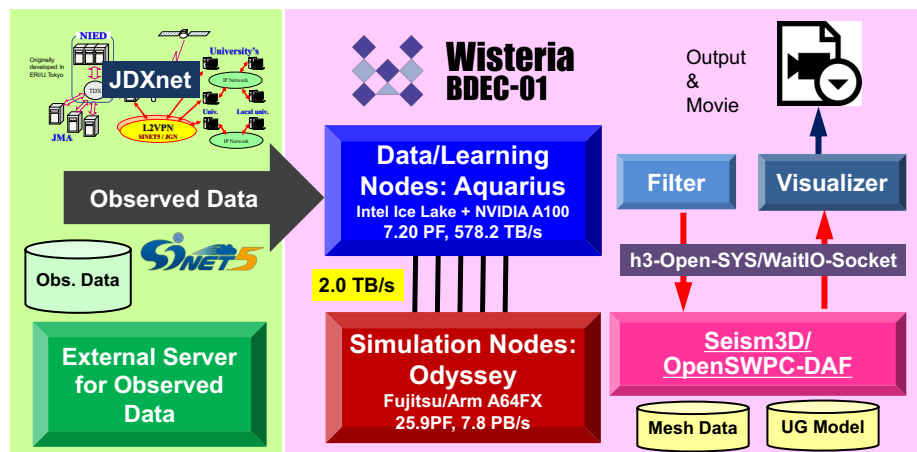 NIED
Originally
developed in
ERI/U.Tokyo
TDX
JDXnet
University's
IP Network
JMA
L2VPN
SINET5 / JGN
Univ.
Local univ.
IP Network
Observed Data
Obs. Data
SINET5
External Server
for Observed
Data
Wisteria
BDEC-01
Data/Learning
Nodes: Aquarius
Intel Ice Lake + NVIDIA A100
7.20 PF, 578.2 TB/s
2.0 TB/s
Simulation Nodes:
Odyssey
Fujitsu/Arm A64FX
25.9PF, 7.8 PB/s
Output
&
Movie
Filter
Visualizer
h3-Open-SYS/WaitIO-Socket
Seism3D/
OpenSWPC-DAF
Mesh Data
UG Model